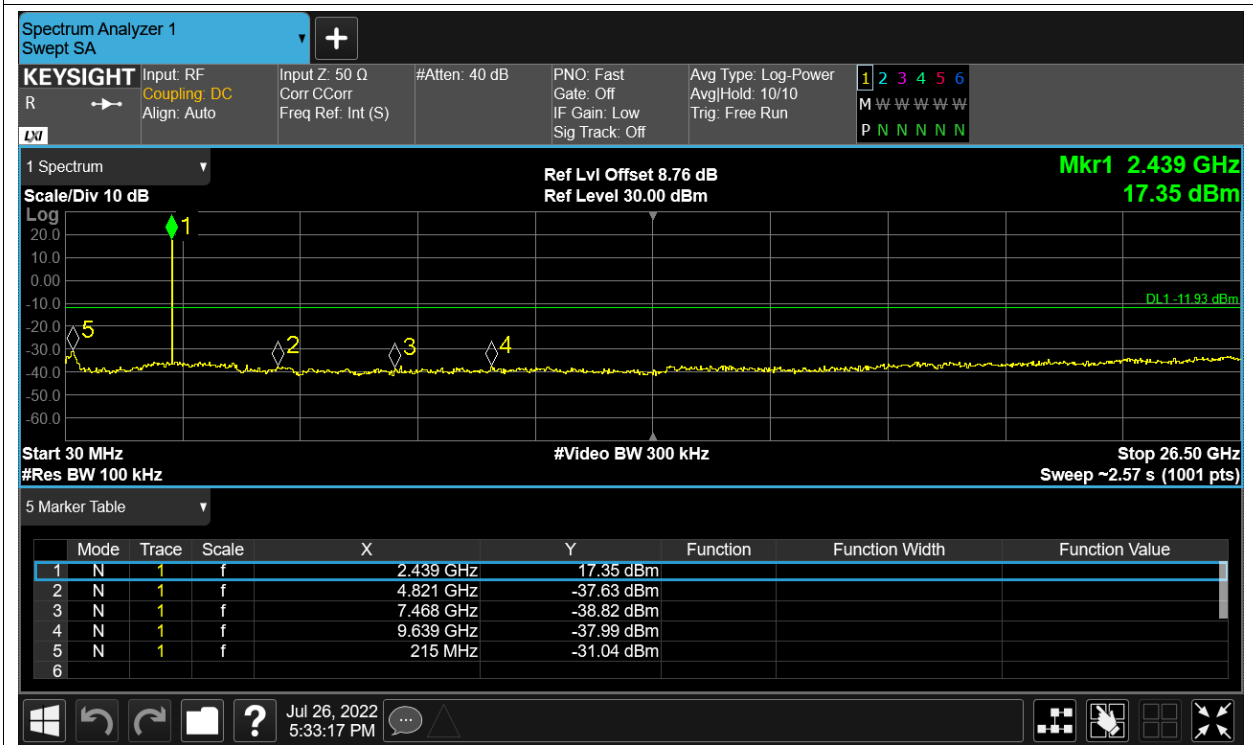 Spectrum Analyzer 1
Swept SA
KEYSIGHT Input: RF Input Z: 50 Ω #Atten: 40 dB PNO: Fast Avg Type: Log-Power 1 2 3 4 5 6
R Coupling: DC Corr CCorr Gate: Off Avg|Hold: 10/10 M W W W W W
Align: Auto Freq Ref: Int (S) IF Gain: Low Trig: Free Run
LXI Sig Track: Off P N N N N N
1 Spectrum Ref Lvl Offset 8.76 dB Mkr1 2.439 GHz
Scale/Div 10 dB Ref Level 30.00 dBm 17.35 dBm
Log
1
20.0
10.0
0.00
-10.0 DL1 -11.93 dBm
-20.0
5
-30.0 2 3 4
-40.0
-50.0
-60.0
Start 30 MHz #Video BW 300 kHz Stop 26.50 GHz
#Res BW 100 kHz Sweep ~2.57 s (1001 pts)
5 Marker Table
Mode Trace Scale X Y Function Function Width Function Value
1 N 1 f 2.439 GHz 17.35 dBm
2 N 1 f 4.821 GHz -37.63 dBm
3 N 1 f 7.468 GHz -38.82 dBm
4 N 1 f 9.639 GHz -37.99 dBm
5 N 1 f 215 MHz -31.04 dBm
6
? Jul 26, 2022
5:33:17 PM